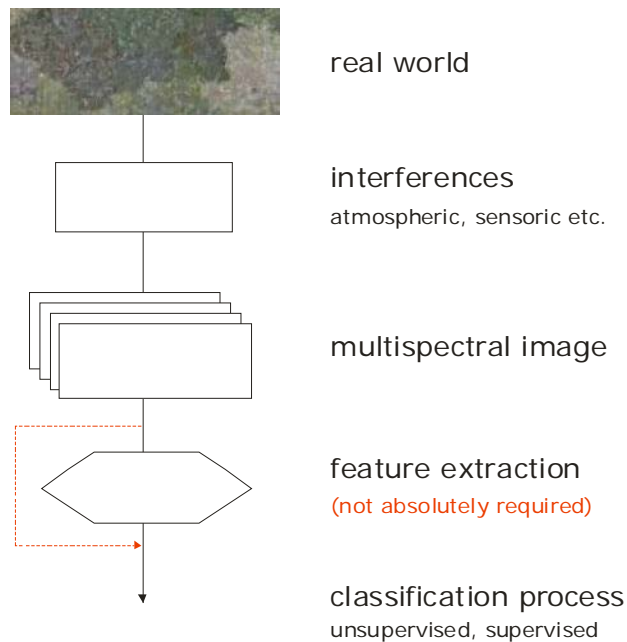 real world
interferences
atmospheric, sensoric etc.
multispectral image
feature extraction
(not absolutely required)
classification process
unsupervised, supervised